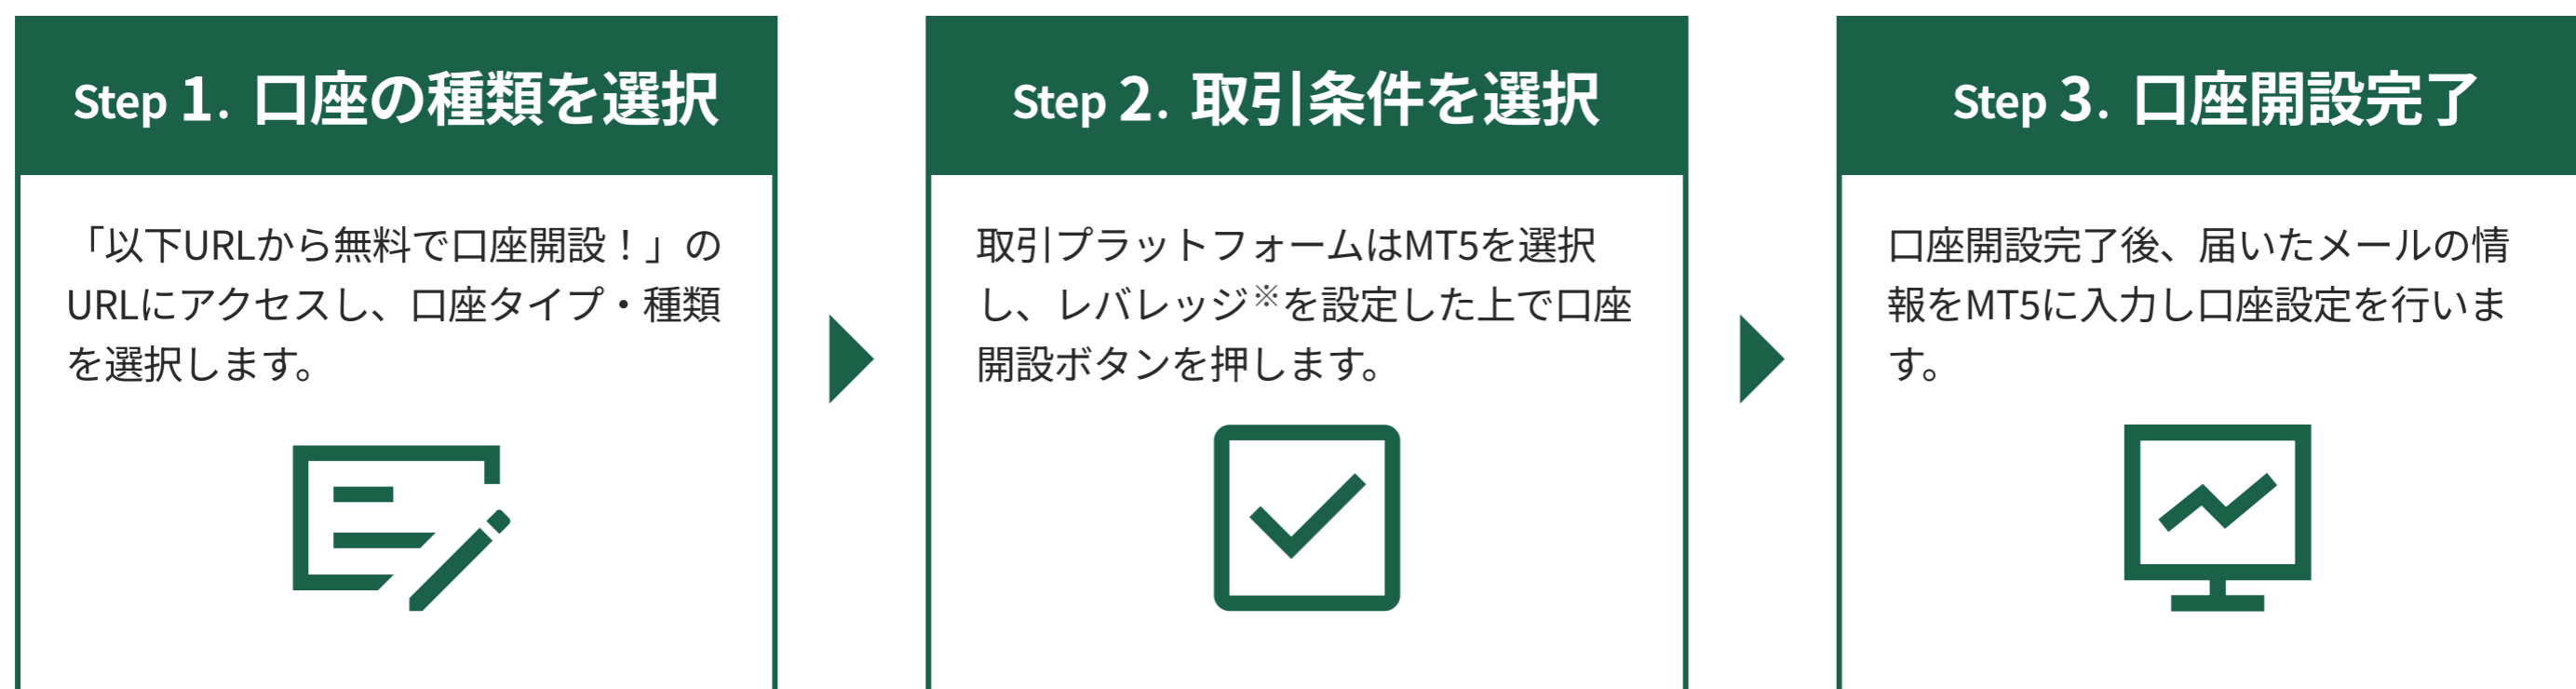 Step 1. 口座の種類を選択
「以下URLから無料で口座開設！」の
URLにアクセスし、口座タイプ・種類
を選択します。
Step 2. 取引条件を選択
取引プラットフォームはMT5を選択
し、レバレッジ※を設定した上で口座
開設ボタンを押します。
Step 3. 口座開設完了
口座開設完了後、届いたメールの情
報をMT5に入力し口座設定を行いま
す。